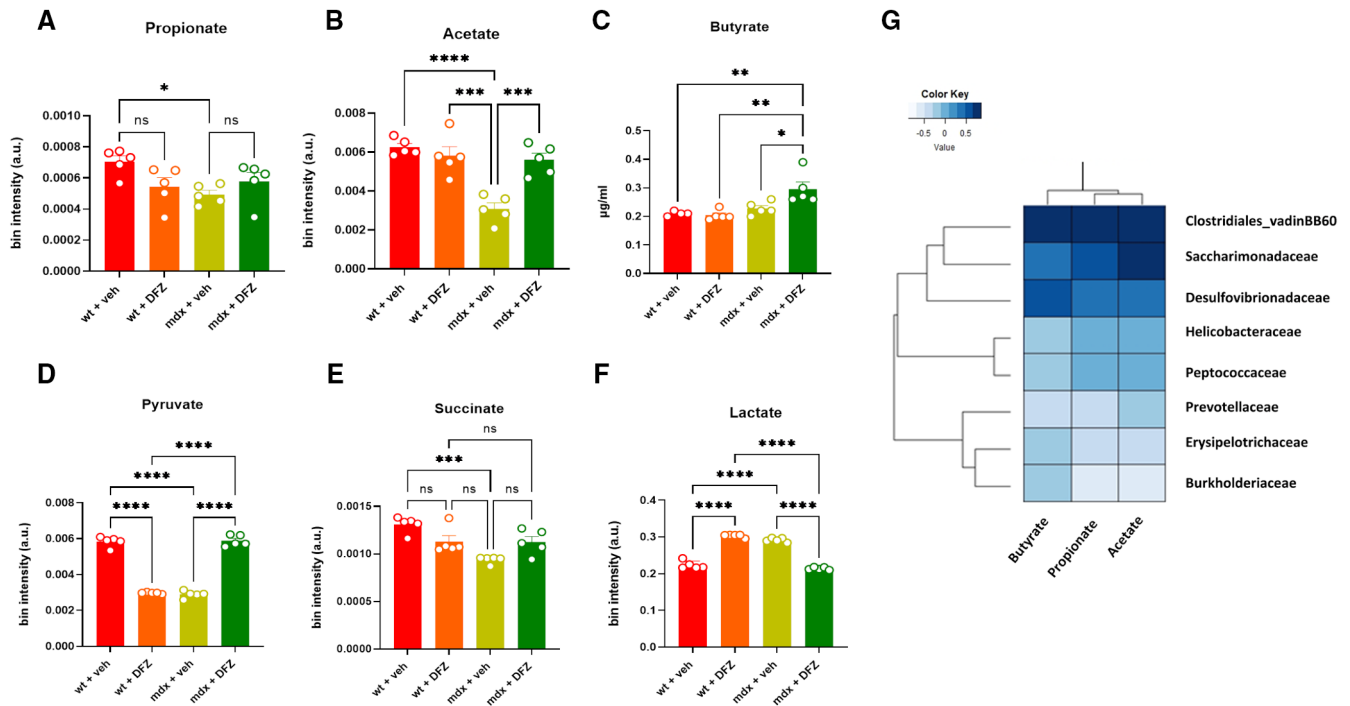 A
Propionate
*
ns
ns
bin intensity (a.u.)
0.0010
0.0008
0.0006
0.0004
0.0002
0.0000
wt + veh
wt + DFZ
mdx + veh
mdx + DFZ
B
Acetate
****
***
***
bin intensity (a.u.)
0.008
0.006
0.004
0.002
0.000
wt + veh
wt + DFZ
mdx + veh
mdx + DFZ
C
Butyrate
**
**
*
µg/ml
0.5
0.4
0.3
0.2
0.0
wt + veh
wt + DFZ
mdx + veh
mdx + DFZ
D
Pyruvate
****
****
****
****
bin intensity (a.u.)
0.008
0.006
0.004
0.002
0.000
wt + veh
wt + DFZ
mdx + veh
mdx + DFZ
E
Succinate
ns
***
ns
ns
ns
bin intensity (a.u.)
0.0015
0.0010
0.0005
0.0000
wt + veh
wt + DFZ
mdx + veh
mdx + DFZ
F
Lactate
****
****
****
****
bin intensity (a.u.)
0.4
0.3
0.2
0.1
0.0
wt + veh
wt + DFZ
mdx + veh
mdx + DFZ
G
Color Key
-0.5
0
0.5
Value
Clostridiales_vadinBB60
Saccharimonadaceae
Desulfovibrionadaceae
Helicobacteraceae
Peptococcaceae
Prevotellaceae
Erysipelotrichaceae
Burkholderiaceae
Butyrate
Propionate
Acetate